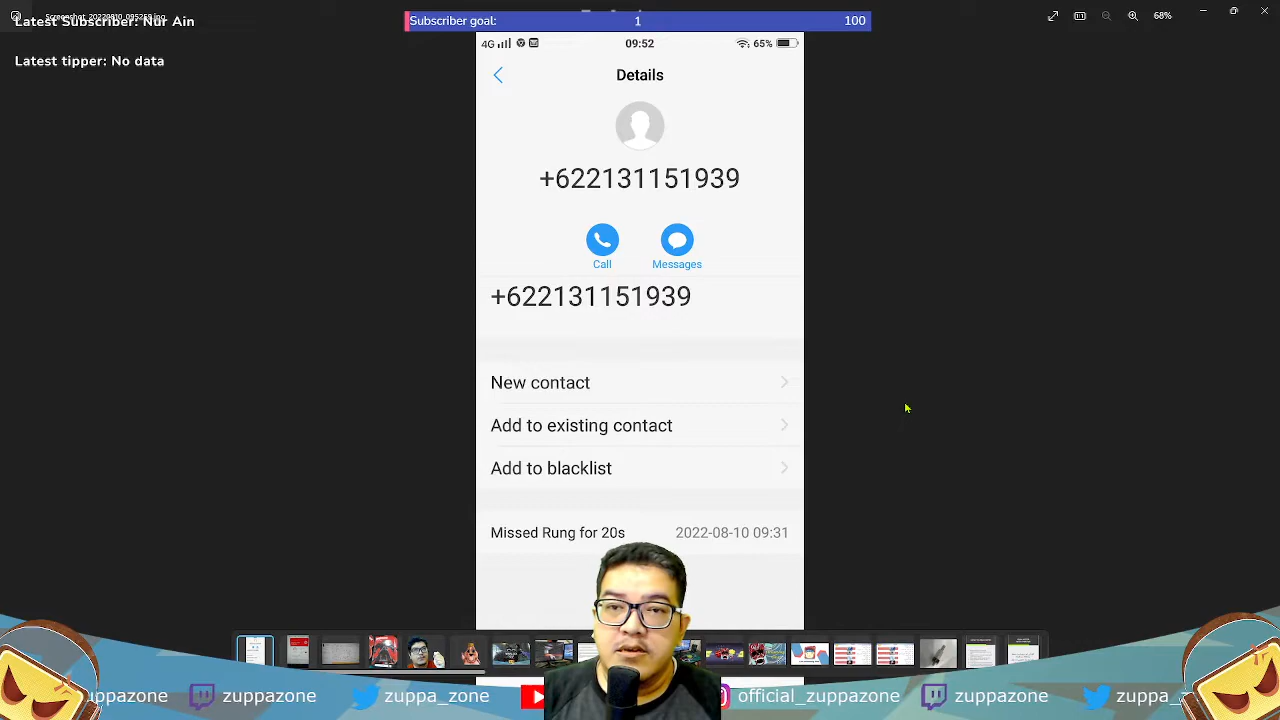 Latest Subscriber: Nur Ain
Subscriber goal:
1
100
68%
Latest tipper: No data
4G
09:52
65%
Details
+622131151939
Call
Messages
+622131151939
New contact
Add to existing contact
Add to blacklist
Missed Rung for 20s
2022-08-10 09:31
uppazone
zuppazone
zuppa_zone
official_zuppazone
zuppazone
zuppa_